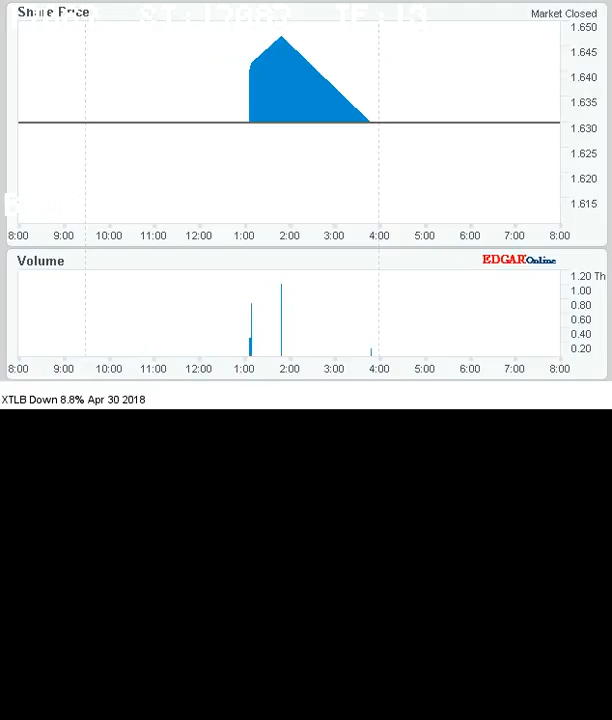 Share Price
Market Closed
1.650
1.645
1.640
1.635
1.630
1.625
1.620
1.615
8:00 9:00 10:00 11:00 12:00 1:00 2:00 3:00 4:00 5:00 6:00 7:00 8:00
Volume
EDGAR Online
1.20 Th
1.00
0.80
0.60
0.40
0.20
8:00 9:00 10:00 11:00 12:00 1:00 2:00 3:00 4:00 5:00 6:00 7:00 8:00
XTLB Down 8.8% Apr 30 2018